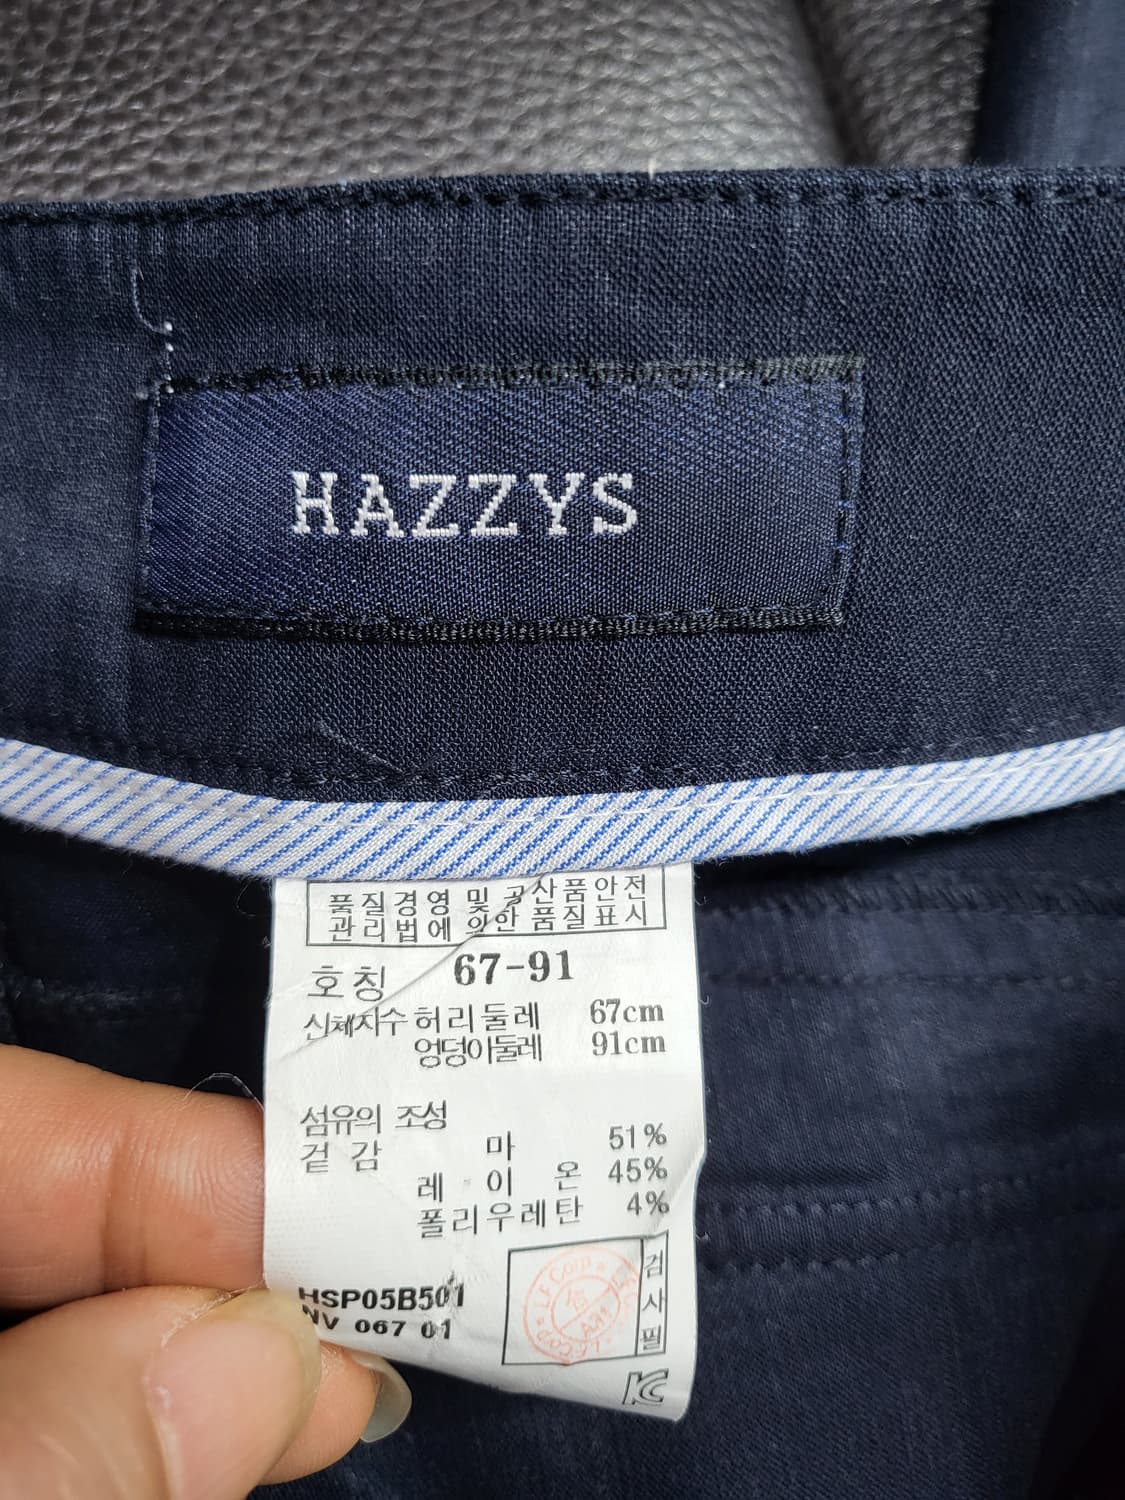 HAZZYS
품질경영 및 공산품안전
관리법에 의한 품질표시
호칭 67-91
신체치수 허리둘레 67cm
엉덩이둘레 91cm
섬유의 조성
겉감 마 51%
레이온 45%
폴리우레탄 4%
HSP05B501
NV 067 01
검사필
LF Corp